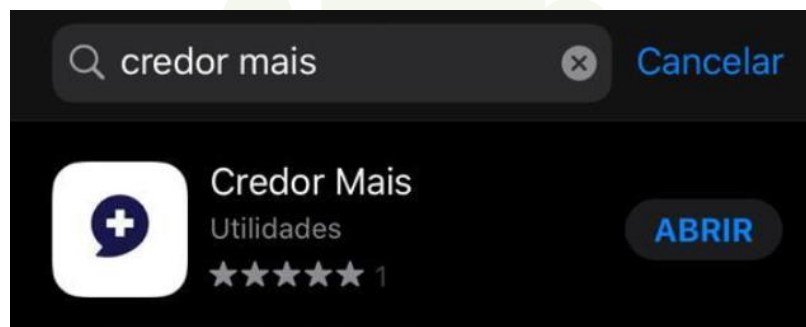 credor mais
Cancelar
Credor Mais
Utilidades
ABRIR
1